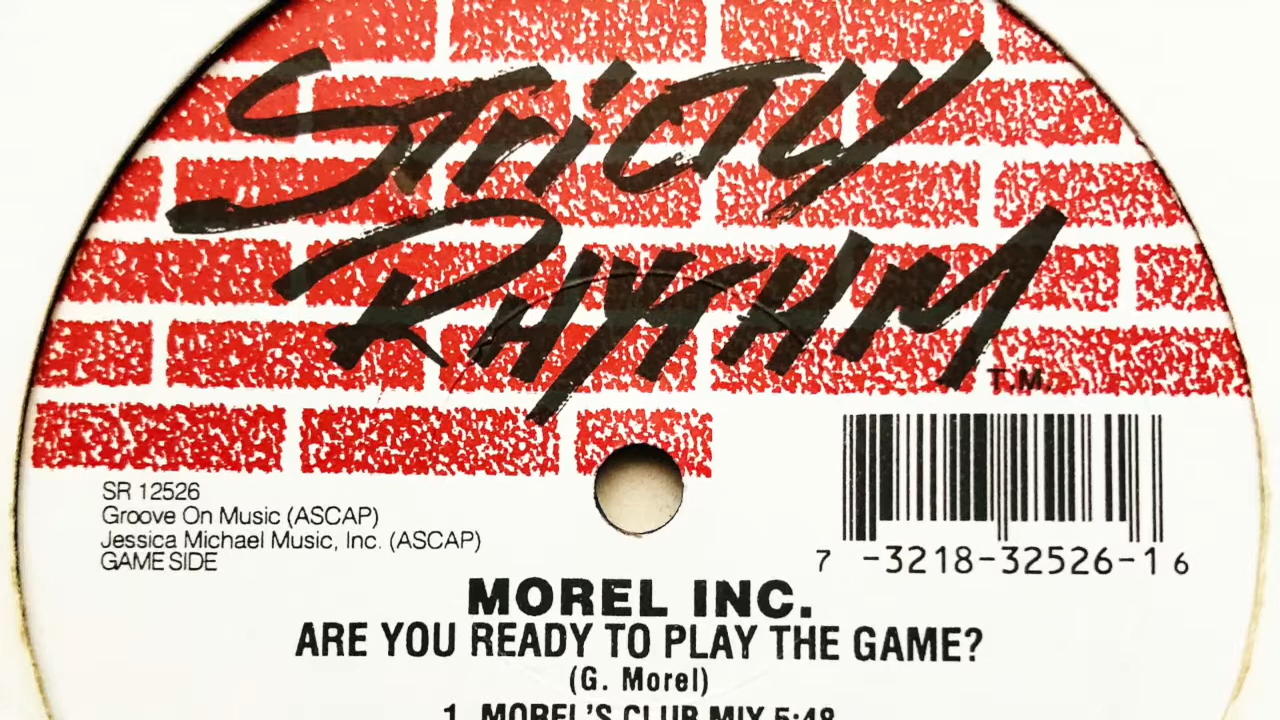 STRICTLY
RHYTHM
T.M.
SR 12526
Groove On Music (ASCAP)
Jessica Michael Music, Inc. (ASCAP)
GAME SIDE
7 -3218-32526-1 6
MOREL INC.
ARE YOU READY TO PLAY THE GAME?
(G. Morel)
1. MOREL'S CLUB MIX 5:48